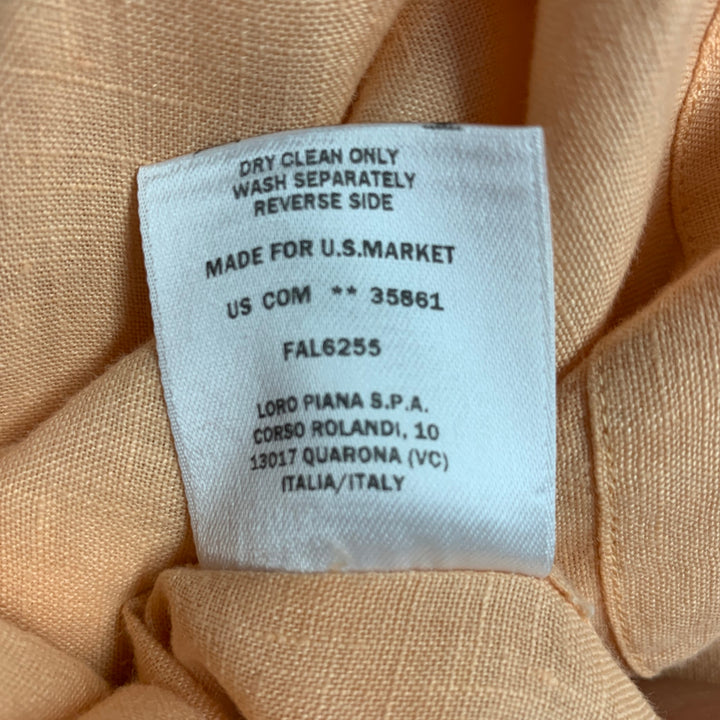 DRY CLEAN ONLY
WASH SEPARATELY
REVERSE SIDE
MADE FOR U.S.MARKET
US COM ** 35861
FAL6255
LORO PIANA S.P.A.
CORSO ROLANDI, 10
13017 QUARONA (VC)
ITALIA/ITALY